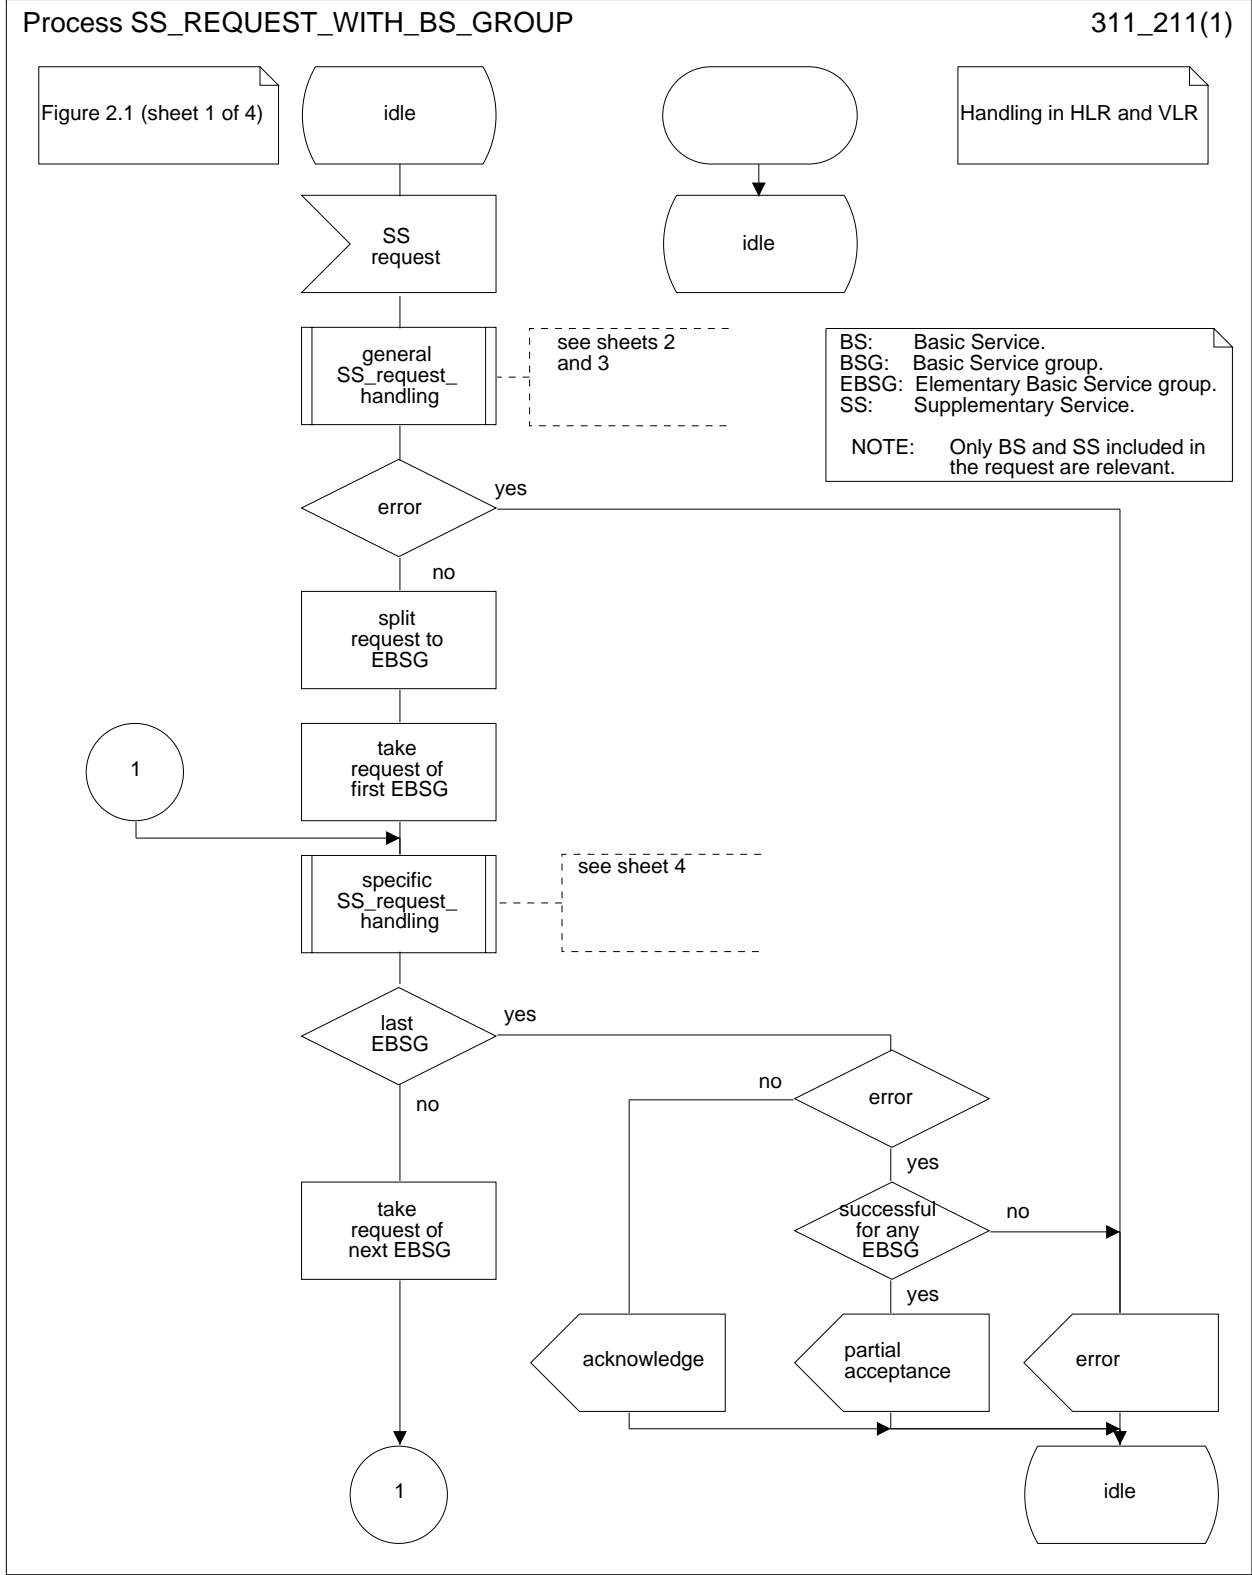 Process SS_REQUEST_WITH_BS_GROUP
311_211(1)
Figure 2.1 (sheet 1 of 4)
idle
Handling in HLR and VLR
SS
request
idle
general
SS_request_
handling
see sheets 2
and 3
BS: Basic Service.
BSG: Basic Service group.
EBSG: Elementary Basic Service group.
SS: Supplementary Service.
NOTE: Only BS and SS included in
the request are relevant.
error
yes
no
split
request to
EBSG
1
take
request of
first EBSG
specific
SS_request_
handling
see sheet 4
last
EBSG
yes
no
no
error
yes
take
request of
next EBSG
successful
for any
EBSG
no
yes
acknowledge
partial
acceptance
error
1
idle